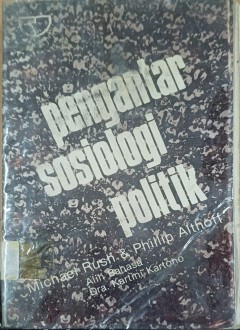 pengantar
sosiologi
politik
Michael Rush & Phillip Althoff
Alih Bahasa
Dra. Kartini Kartono